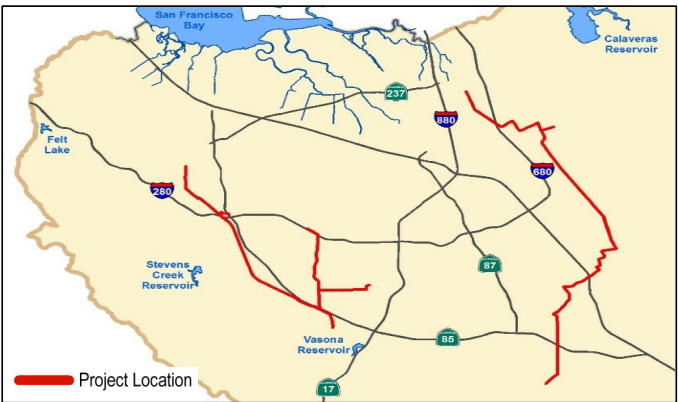 San Francisco
Bay
Calaveras
Reservoir
237
880
Felt
Lake
680
280
Stevens
Creek
Reservoir
87
Vasona
Reservoir
85
Project Location
17